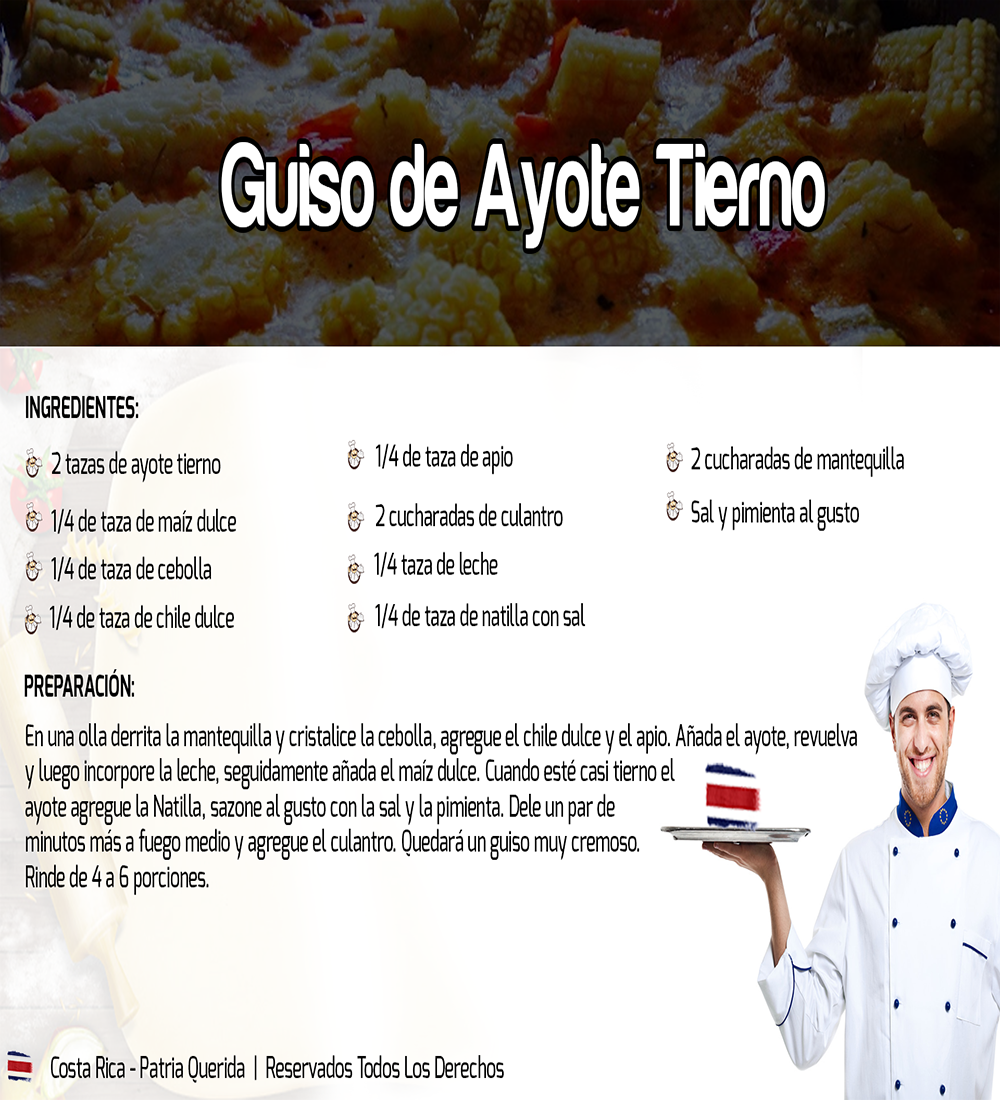 Guiso de Ayote Tierno
INGREDIENTES:
2 tazas de ayote tierno
1/4 de taza de maíz dulce
1/4 de taza de cebolla
1/4 de taza de chile dulce
1/4 de taza de apio
2 cucharadas de culantro
1/4 taza de leche
1/4 de taza de natilla con sal
2 cucharadas de mantequilla
Sal y pimienta al gusto
PREPARACIÓN:
En una olla derrita la mantequilla y cristalice la cebolla, agregue el chile dulce y el apio. Añada el ayote, revuelva
y luego incorpore la leche, seguidamente añada el maíz dulce. Cuando esté casi tierno el
ayote agregue la Natilla, sazone al gusto con la sal y la pimienta. Dele un par de
minutos más a fuego medio y agregue el culantro. Quedará un guiso muy cremoso.
Rinde de 4 a 6 porciones.
Costa Rica - Patria Querida | Reservados Todos Los Derechos